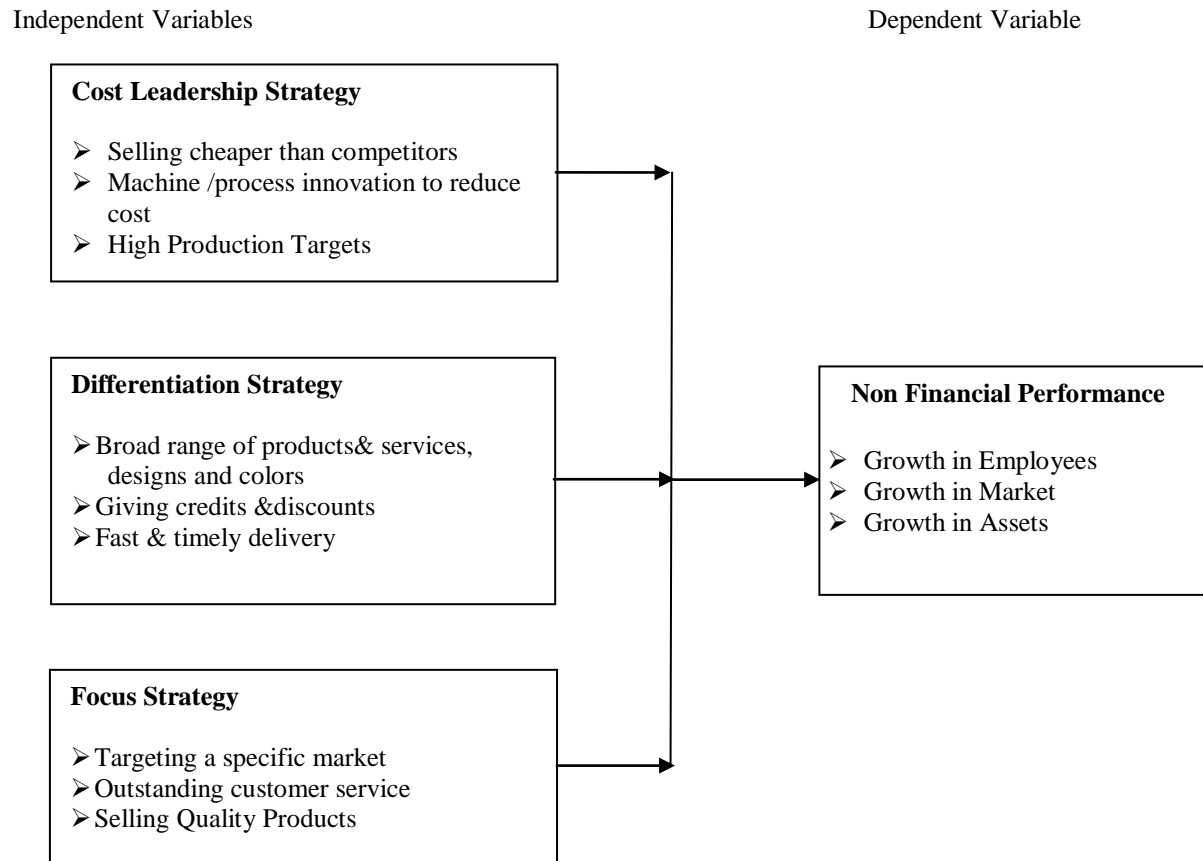 Independent Variables
Dependent Variable
Cost Leadership Strategy
➢ Selling cheaper than competitors
➢ Machine /process innovation to reduce
cost
➢ High Production Targets
Differentiation Strategy
➢ Broad range of products& services,
designs and colors
➢ Giving credits &discounts
➢ Fast & timely delivery
Non Financial Performance
➢ Growth in Employees
➢ Growth in Market
➢ Growth in Assets
Focus Strategy
➢ Targeting a specific market
➢ Outstanding customer service
➢ Selling Quality Products